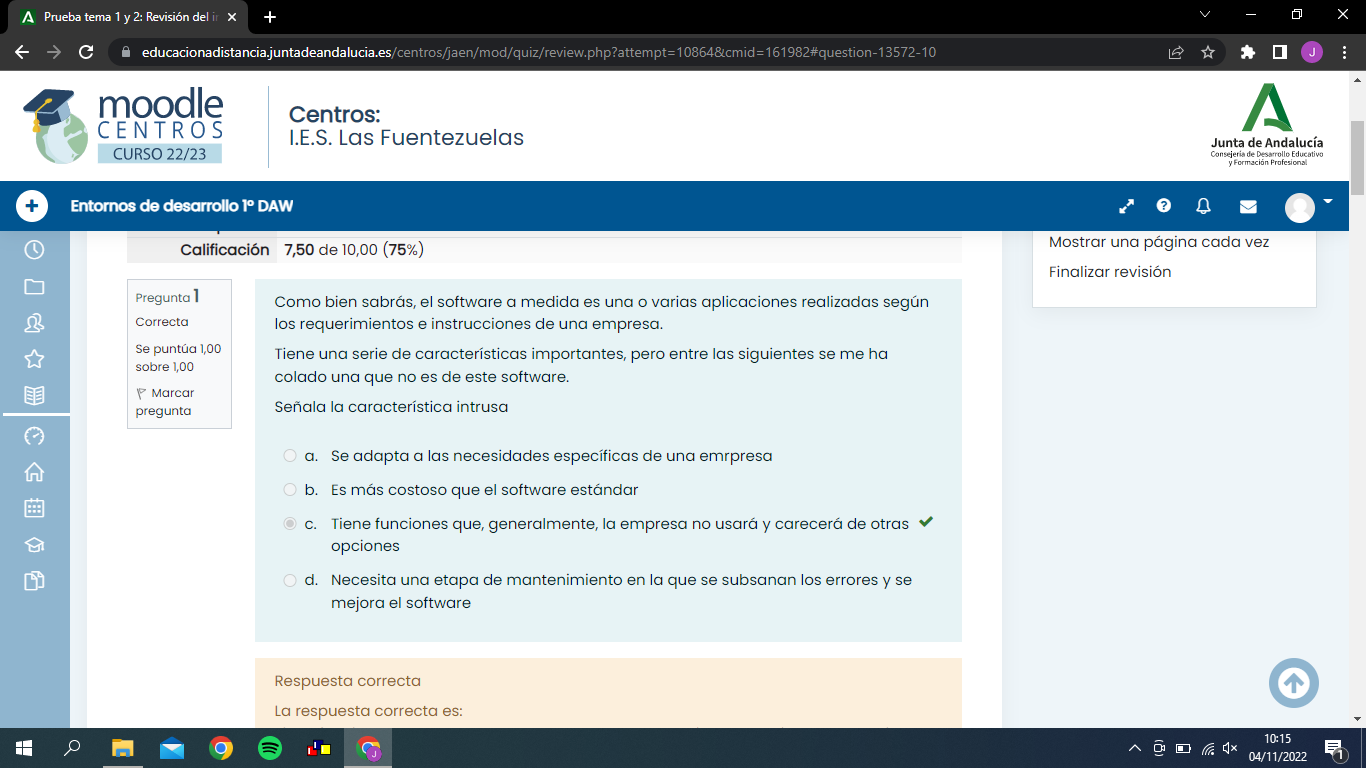 Prueba tema 1 y 2: Revisión del in
educacionadistancia.juntadeandalucia.es/centros/jaen/mod/quiz/review.php?attempt=10864&cmid=161982#question-13572-10
J
moodle
CENTROS
CURSO 22/23
Centros:
I.E.S. Las Fuentezuelas
Junta de Andalucía
Consejería de Desarrollo Educativo
y Formación Profesional
Entornos de desarrollo 1º DAW
Calificación 7,50 de 10,00 (75%)
Mostrar una página cada vez
Finalizar revisión
Pregunta 1
Correcta
Se puntúa 1,00
sobre 1,00
Marcar
pregunta
Como bien sabrás, el software a medida es una o varias aplicaciones realizadas según
los requerimientos e instrucciones de una empresa.
Tiene una serie de características importantes, pero entre las siguientes se me ha
colado una que no es de este software.
Señala la característica intrusa
a. Se adapta a las necesidades específicas de una emrpresa
b. Es más costoso que el software estándar
c. Tiene funciones que, generalmente, la empresa no usará y carecerá de otras
opciones
d. Necesita una etapa de mantenimiento en la que se subsanan los errores y se
mejora el software
Respuesta correcta
La respuesta correcta es:
J
10:15
04/11/2022
1